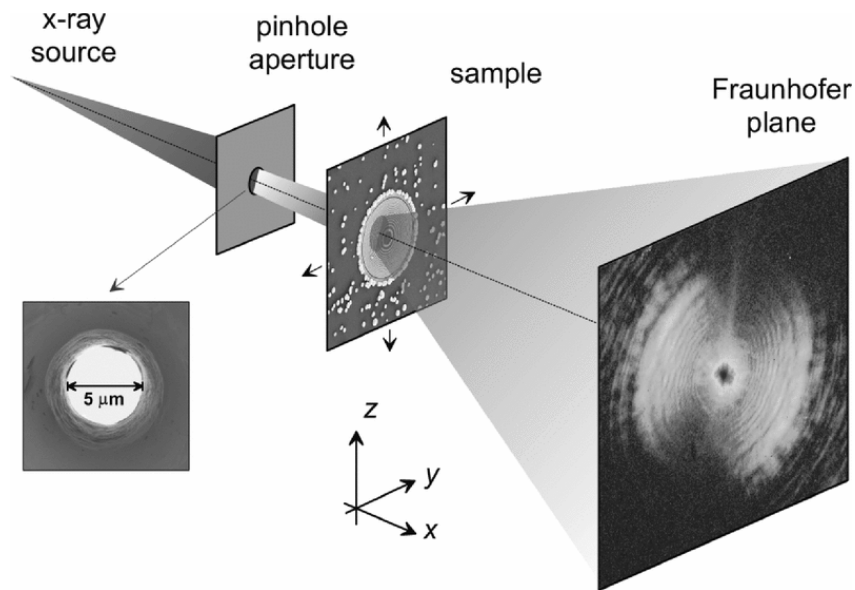 x-ray
source
pinhole
aperture
sample
Fraunhofer
plane
5 μm
z
y
x